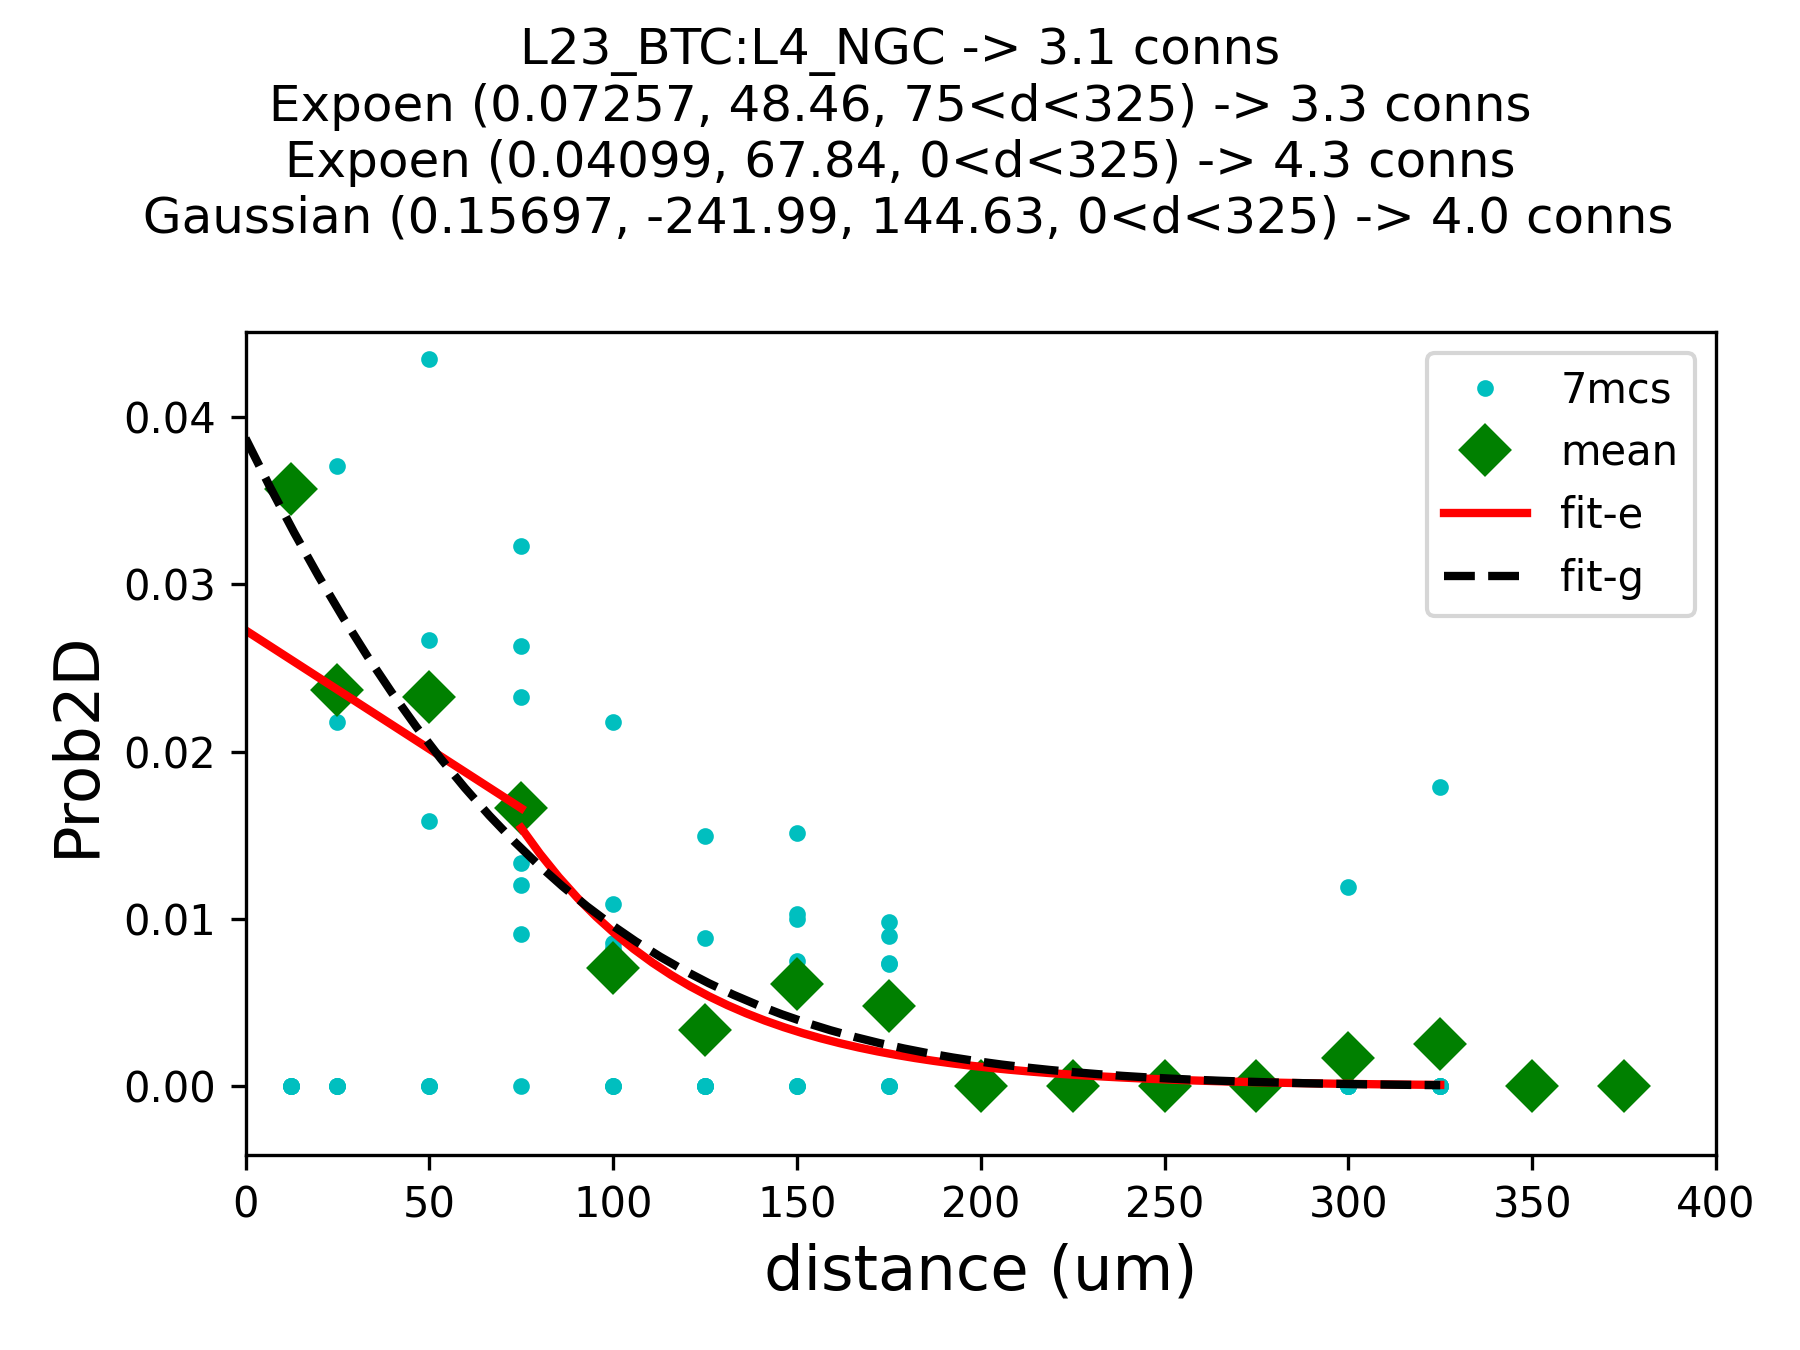 L23_BTC:L4_NGC -> 3.1 conns
Expoen (0.07257, 48.46, 75<d<325) -> 3.3 conns
Expoen (0.04099, 67.84, 0<d<325) -> 4.3 conns
Gaussian (0.15697, -241.99, 144.63, 0<d<325) -> 4.0 conns
7mcs
mean
fit-e
fit-g
Prob2D
0.04
0.03
0.02
0.01
0.00
0 50 100 150 200 250 300 350 400
distance (um)